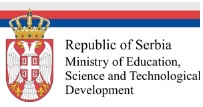 Republic of Serbia
Ministry of Education,
Science and Technological
Development